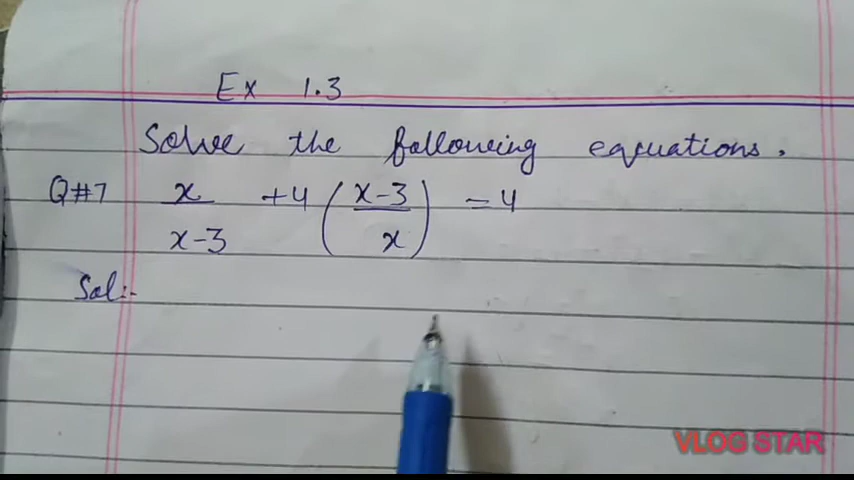 Ex 1.3
Solve the following equations.
Q#7 x/x-3 +4(x-3/x) = 4
Sol:-
VLOG STAR